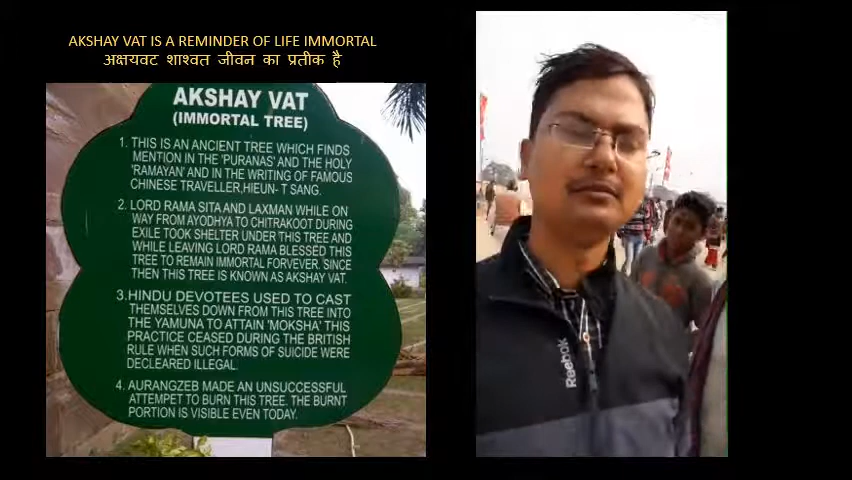 AKSHAY VAT IS A REMINDER OF LIFE IMMORTAL
अक्षयवट शाश्वत जीवन का प्रतीक है
AKSHAY VAT
(IMMORTAL TREE)
1. THIS IS AN ANCIENT TREE WHICH FINDS
MENTION IN THE 'PURANAS' AND THE HOLY
'RAMAYAN' AND IN THE WRITING OF FAMOUS
CHINESE TRAVELLER,HIEUN- T SANG.
2. LORD RAMA SITA AND LAXMAN WHILE ON
WAY FROM AYODHYA TO CHITRAKOOT DURING
EXILE TOOK SHELTER UNDER THIS TREE AND
WHILE LEAVING LORD RAMA BLESSED THIS
TREE TO REMAIN IMMORTAL FORVEVER. SINCE
THEN THIS TREE IS KNOWN AS AKSHAY VAT.
3. HINDU DEVOTEES USED TO CAST
THEMSELVES DOWN FROM THIS TREE INTO
THE YAMUNA TO ATTAIN 'MOKSHA' THIS
PRACTICE CEASED DURING THE BRITISH
RULE WHEN SUCH FORMS OF SUICIDE WERE
DECLEARED ILLEGAL.
4. AURANGZEB MADE AN UNSUCCESSFUL
ATTEMPET TO BURN THIS TREE. THE BURNT
PORTION IS VISIBLE EVEN TODAY.
Reebok